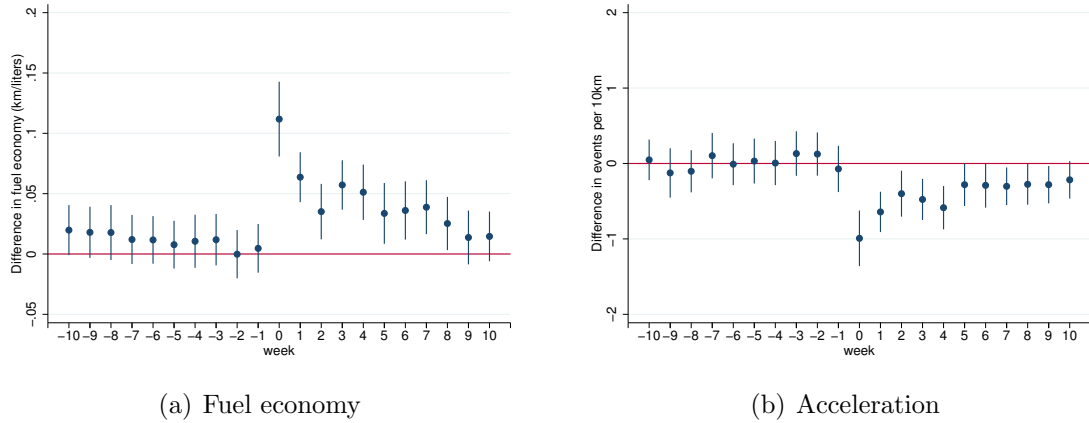 Difference in fuel economy (km/liters)
.2
.15
.1
.05
0
-.05
-10 -9 -8 -7 -6 -5 -4 -3 -2 -1 0 1 2 3 4 5 6 7 8 9 10
week
(a) Fuel economy
Difference in events per 10km
2
1
0
-1
-2
-10 -9 -8 -7 -6 -5 -4 -3 -2 -1 0 1 2 3 4 5 6 7 8 9 10
week
(b) Acceleration